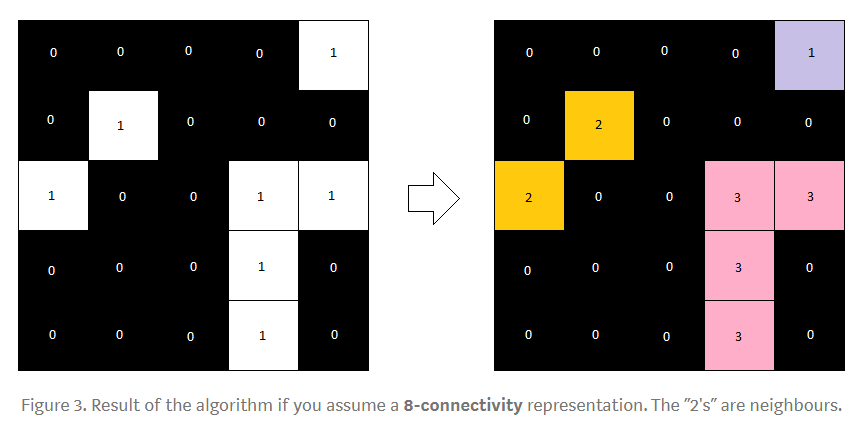 0 0 0 0 1 0 0 0 0 1
0 1 0 0 0 0 2 0 0 0
1 0 0 1 1 2 0 0 3 3
0 0 0 1 0 0 0 0 3 0
0 0 0 1 0 0 0 0 3 0
Figure 3. Result of the algorithm if you assume a 8-connectivity representation. The "2's" are neighbours.